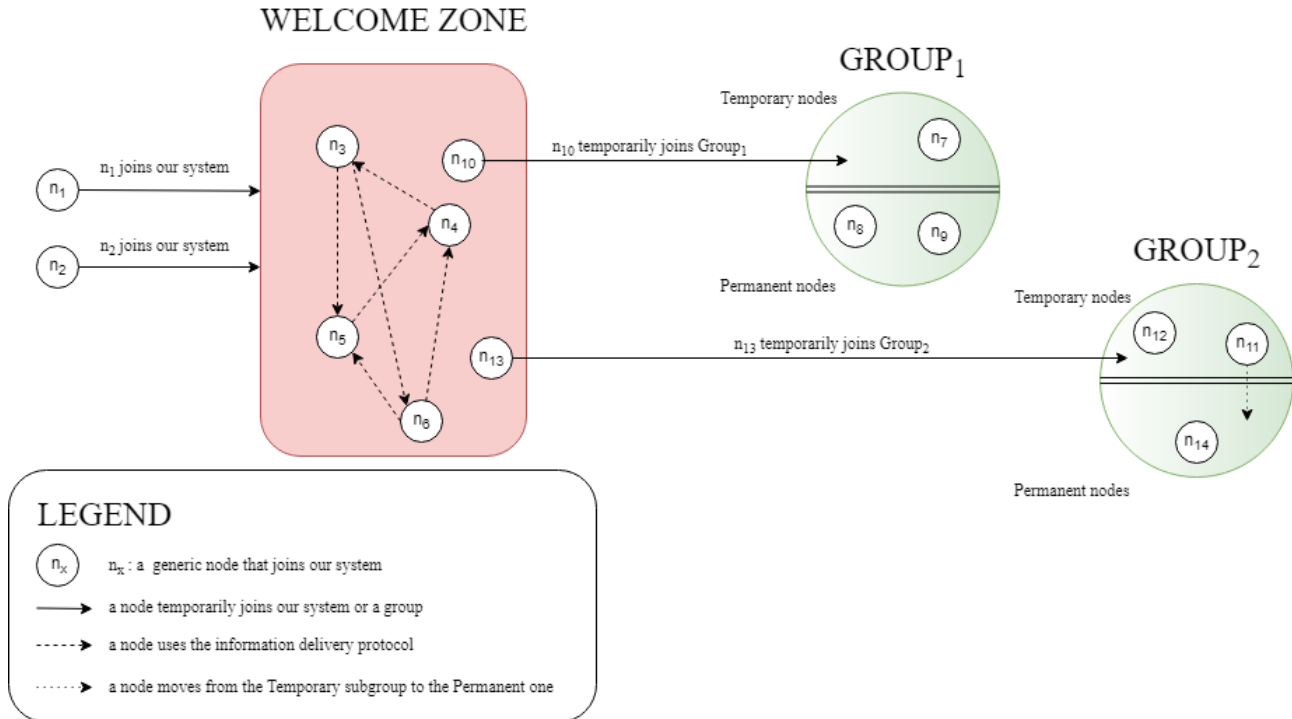 WELCOME ZONE
GROUP₁
Temporary nodes
n₃
n₇
n₁₀
n₁₀ temporarily joins Group₁
n₁ joins our system
n₁
n₄
n₈
n₉
n₂ joins our system
n₂
GROUP₂
Permanent nodes
Temporary nodes
n₅
n₁₃
n₁₃ temporarily joins Group₂
n₁₂
n₁₁
n₆
n₁₄
Permanent nodes
LEGEND
nₓ
nₓ : a generic node that joins our system
a node temporarily joins our system or a group
a node uses the information delivery protocol
a node moves from the Temporary subgroup to the Permanent one